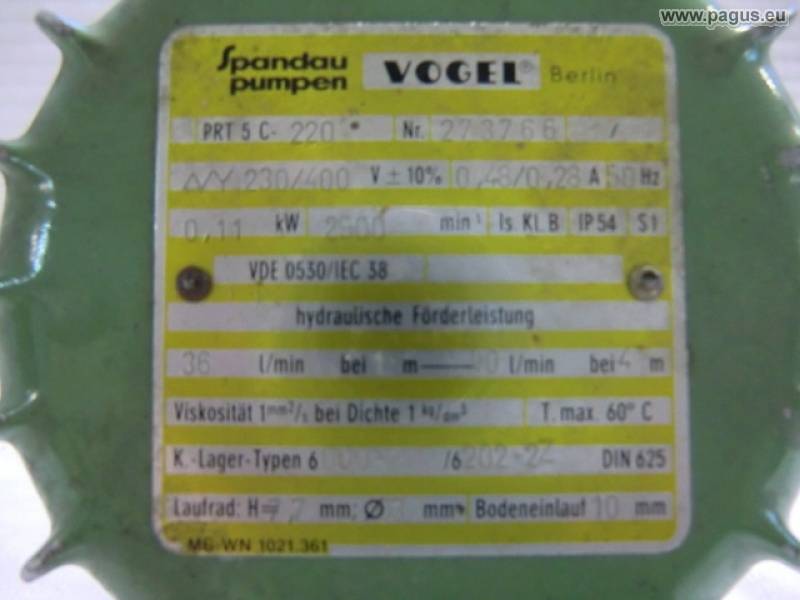 www.pagus.eu
Spandau pumpen VOGEL® Berlin
PRT 5 C- 220 Nr. 273766
Δ/Y 230/400 V ± 10% 0,48/0,28 A 50 Hz
0,11 kW min⁻¹ Is. Kl. B IP 54 S1
VDE 0530/IEC 38
hydraulische Förderleistung
36 l/min bei m — l/min bei 4 m
Viskosität 1 mm²/s bei Dichte 1 kg/dm³ T. max. 60° C
K.-Lager-Typen 6 /6202-2Z DIN 625
Laufrad: H= mm; Ø mm Bodeneinlauf 10 mm
MG-WN 1021.361